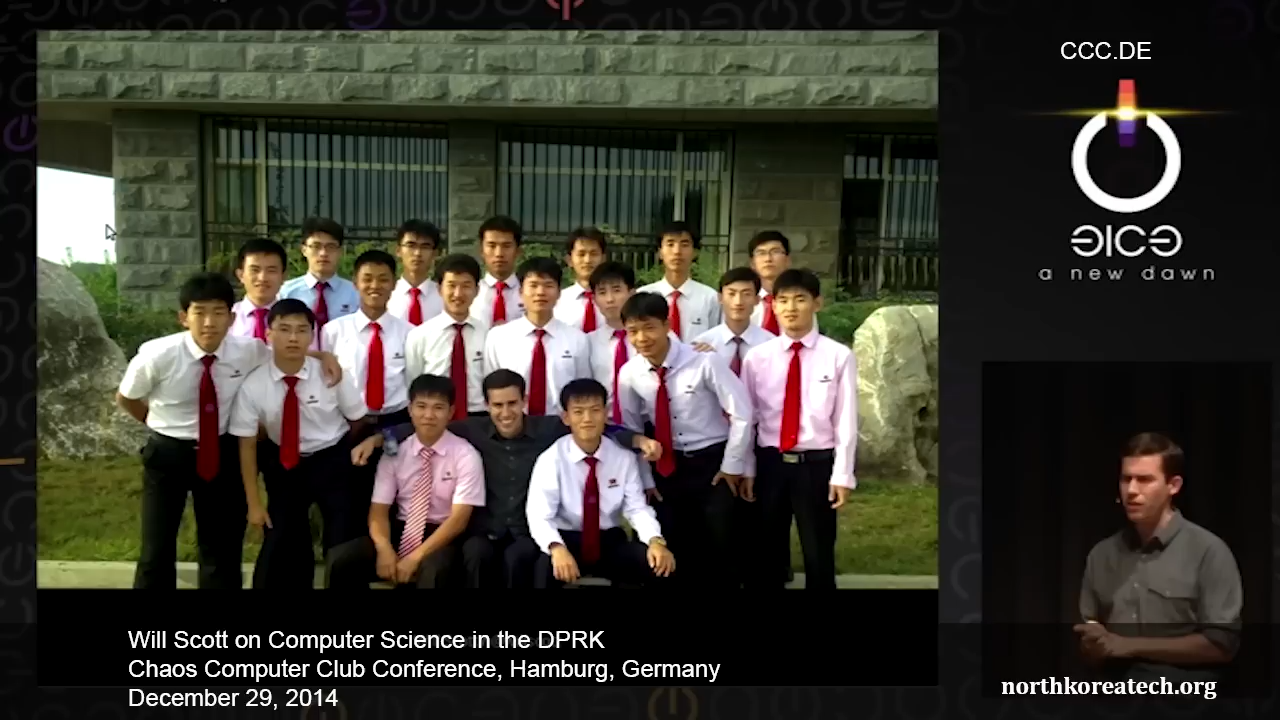 CCC.DE
a new dawn
Will Scott on Computer Science in the DPRK
Chaos Computer Club Conference, Hamburg, Germany
December 29, 2014
northkoreatech.org